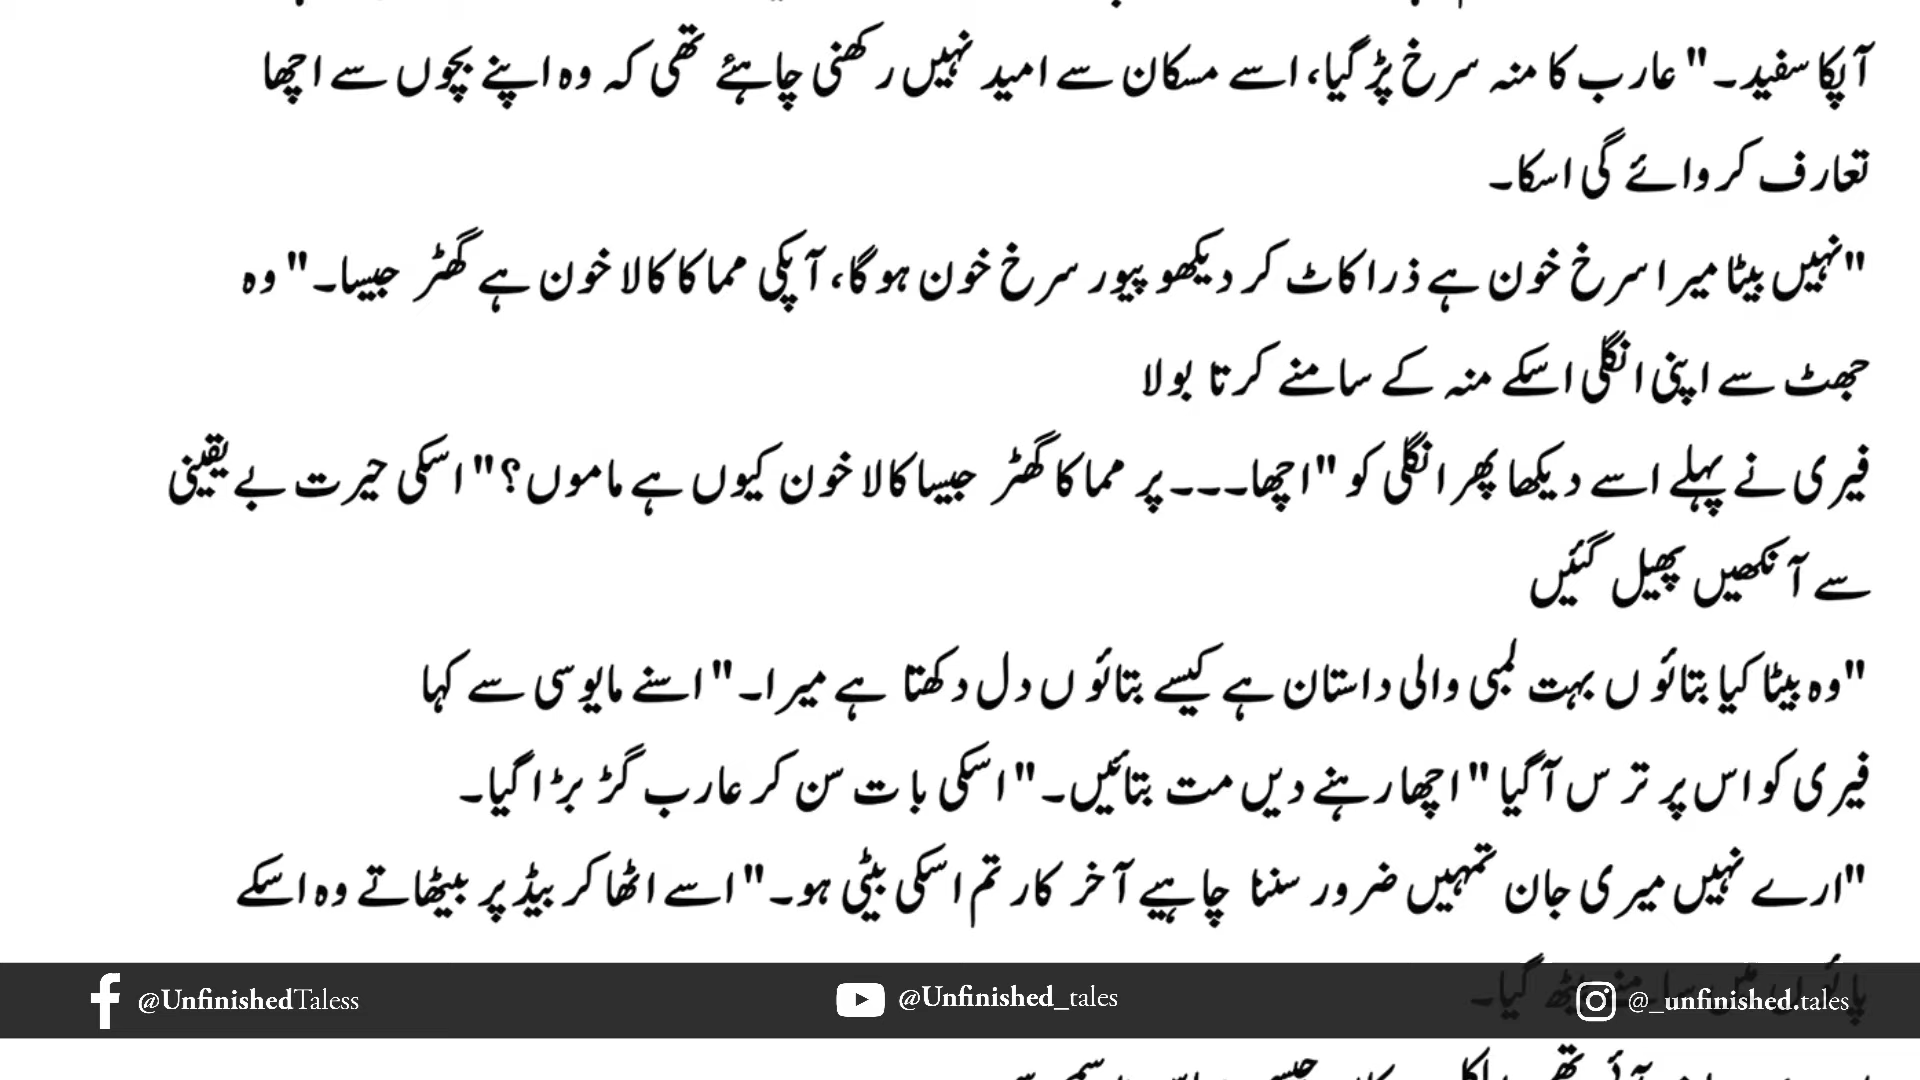 آپکا سفید۔" عارب کا منہ سرخ پڑ گیا، اسے مسکان سے امید نہیں رکھنی چاہئے تھی کہ وہ اپنے بچوں سے اچھا
تعارف کروائے گی اسکا۔
"نہیں بیٹا میرا سرخ خون ہے ذرا کاٹ کر دیکھو پیور سرخ خون ہوگا، آپکی مما کا کالا خون ہے گھٹر جیسا۔" وہ
جھٹ سے اپنی انگلی اسکے منہ کے سامنے کرتا بولا
فیری نے پہلے اسے دیکھا پھر انگلی کو "اچھا۔۔۔پر مما کا گھٹر جیسا کالا خون کیوں ہے ماموں؟" اسکی حیرت بے یقینی
سے آنکھیں پھیل گئیں
"وہ بیٹا کیا بتائوں بہت لمبی والی داستان ہے کیسے بتائوں دل دکھتا ہے میرا۔" اسنے مایوسی سے کہا
فیری کو اس پر ترس آگیا "اچھا رہنے دیں مت بتائیں۔" اسکی بات سن کر عارب گڑبڑا گیا۔
"ارے نہیں میری جان تمہیں ضرور سننا چاہیے آخر کار تم اسکی بیٹی ہو۔" اسے اٹھا کر بیڈ پر بیٹھاتے وہ اسکے
گیا۔
@UnfinishedTaless @Unfinished_tales @_unfinished.tales